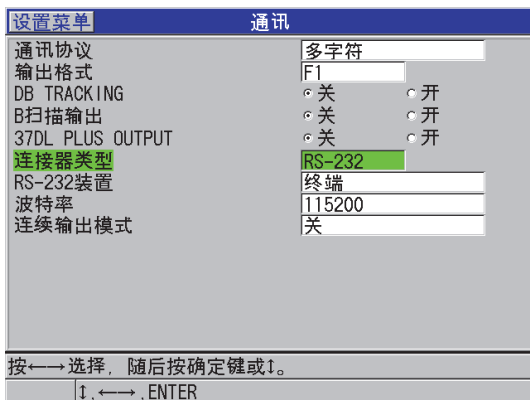 设置菜单 通讯
通讯协议 多字符
输出格式 F1
DB TRACKING 关 开
B扫描输出 关 开
37DL PLUS OUTPUT 关 开
连接器类型 RS-232
RS-232装置 终端
波特率 115200
连续输出模式 关
按←→选择，随后按确定键或↕。
↕,←→,ENTER